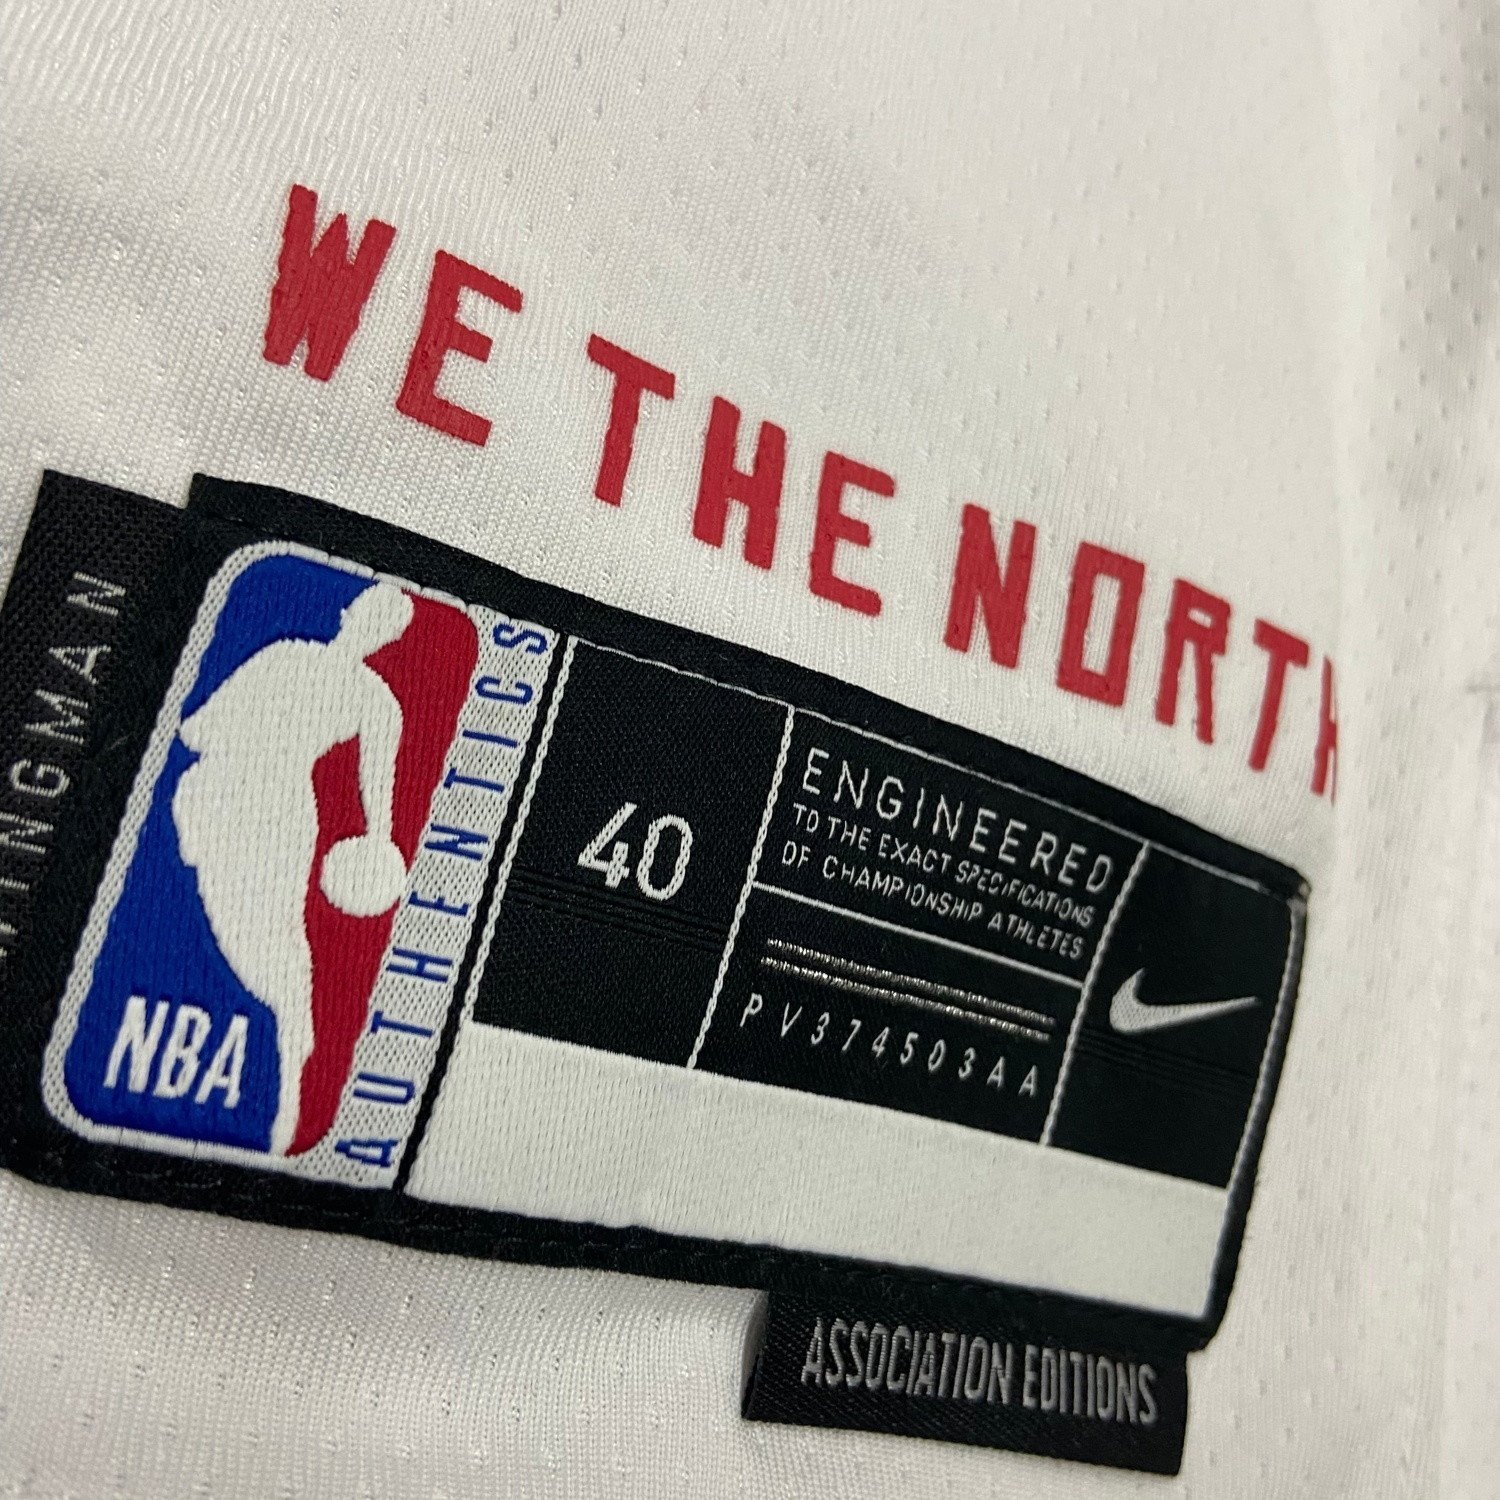 WE THE NORTH
NBA
AUTHENTICS
40
ENGINEERED
TO THE EXACT SPECIFICATIONS
OF CHAMPIONSHIP ATHLETES
PV374503AA
ASSOCIATION EDITIONS